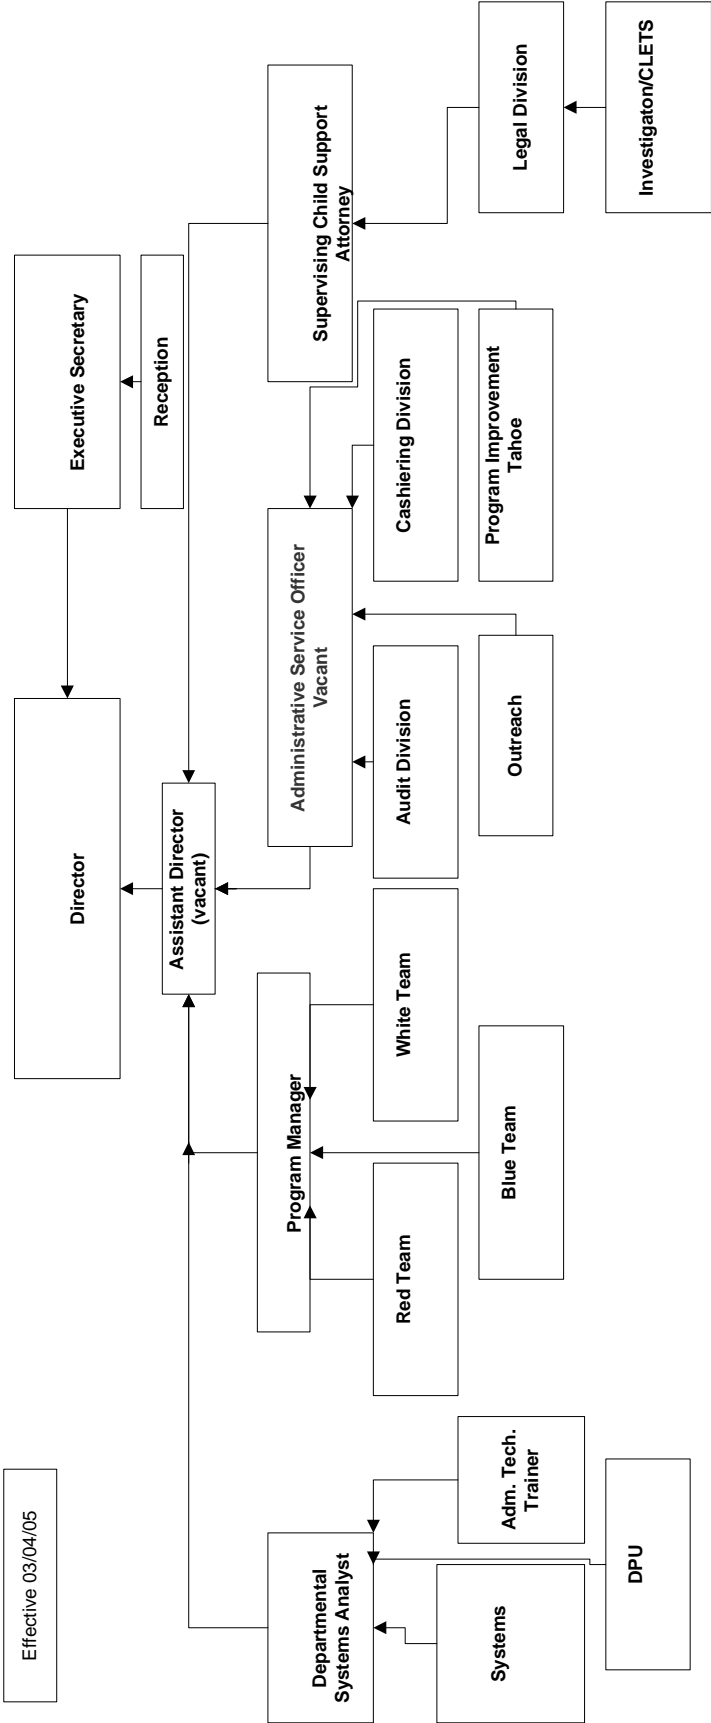 Effective 03/04/05
Director
Executive Secretary
Reception
Assistant Director
(vacant)
Departmental
Systems Analyst
Program Manager
Administrative Service Officer
Vacant
Supervising Child Support
Attorney
Systems
Adm. Tech.
Trainer
DPU
Red Team
White Team
Blue Team
Audit Division
Cashiering Division
Outreach
Program Improvement
Tahoe
Legal Division
Investigaton/CLETS